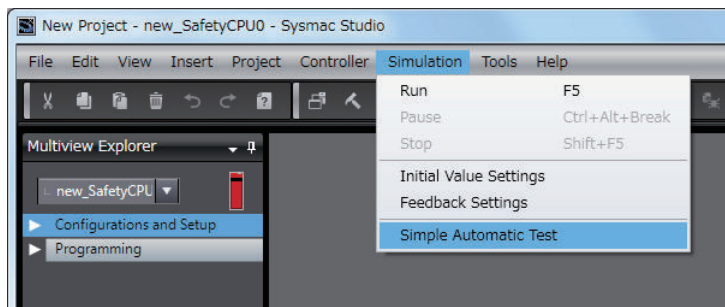 New Project - new_SafetyCPU0 - Sysmac Studio
File Edit View Insert Project Controller Simulation Tools Help
Run F5
Pause Ctrl+Alt+Break
Stop Shift+F5
Initial Value Settings
Feedback Settings
Simple Automatic Test
Multiview Explorer
new_SafetyCPU
Configurations and Setup
Programming